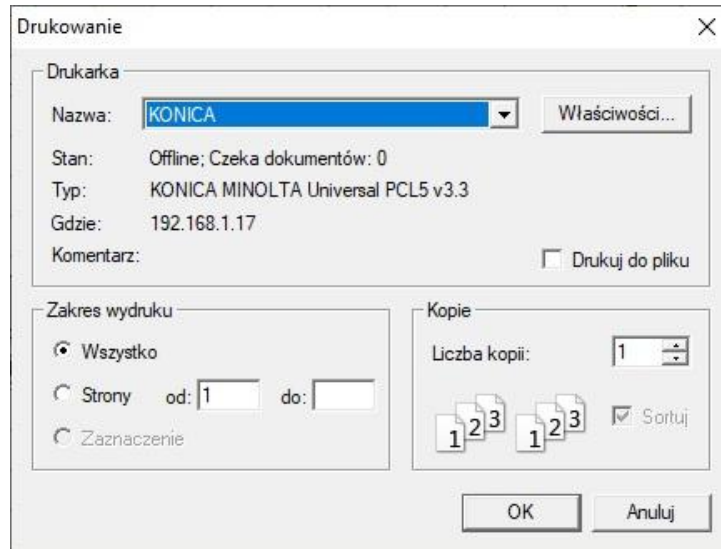 Drukowanie
Drukarka
Nazwa: KONICA Właściwości...
Stan: Offline; Czeka dokumentów: 0
Typ: KONICA MINOLTA Universal PCL5 v3.3
Gdzie: 192.168.1.17
Komentarz: Drukuj do pliku
Zakres wydruku
Wszystko
Strony od: 1 do:
Zaznaczenie
Kopie
Liczba kopii: 1
1 2 3 1 2 3 Sortuj
OK Anuluj